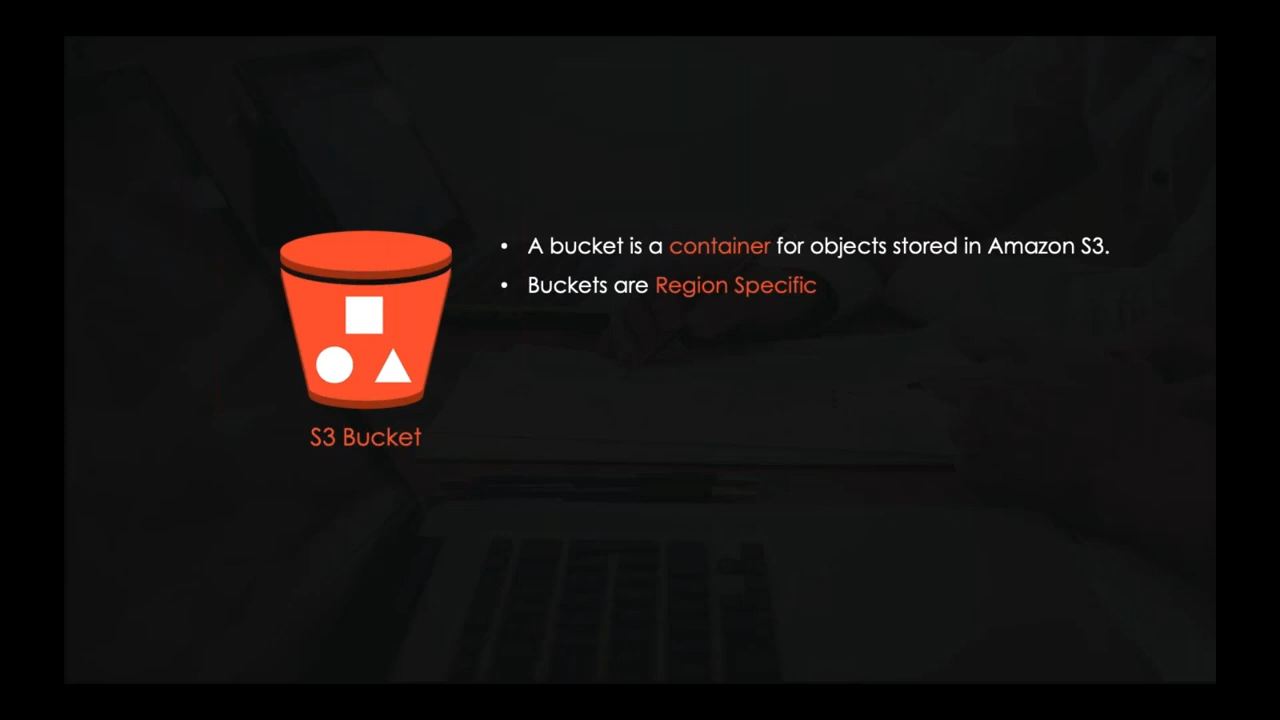 • A bucket is a container for objects stored in Amazon S3.
• Buckets are Region Specific
S3 Bucket